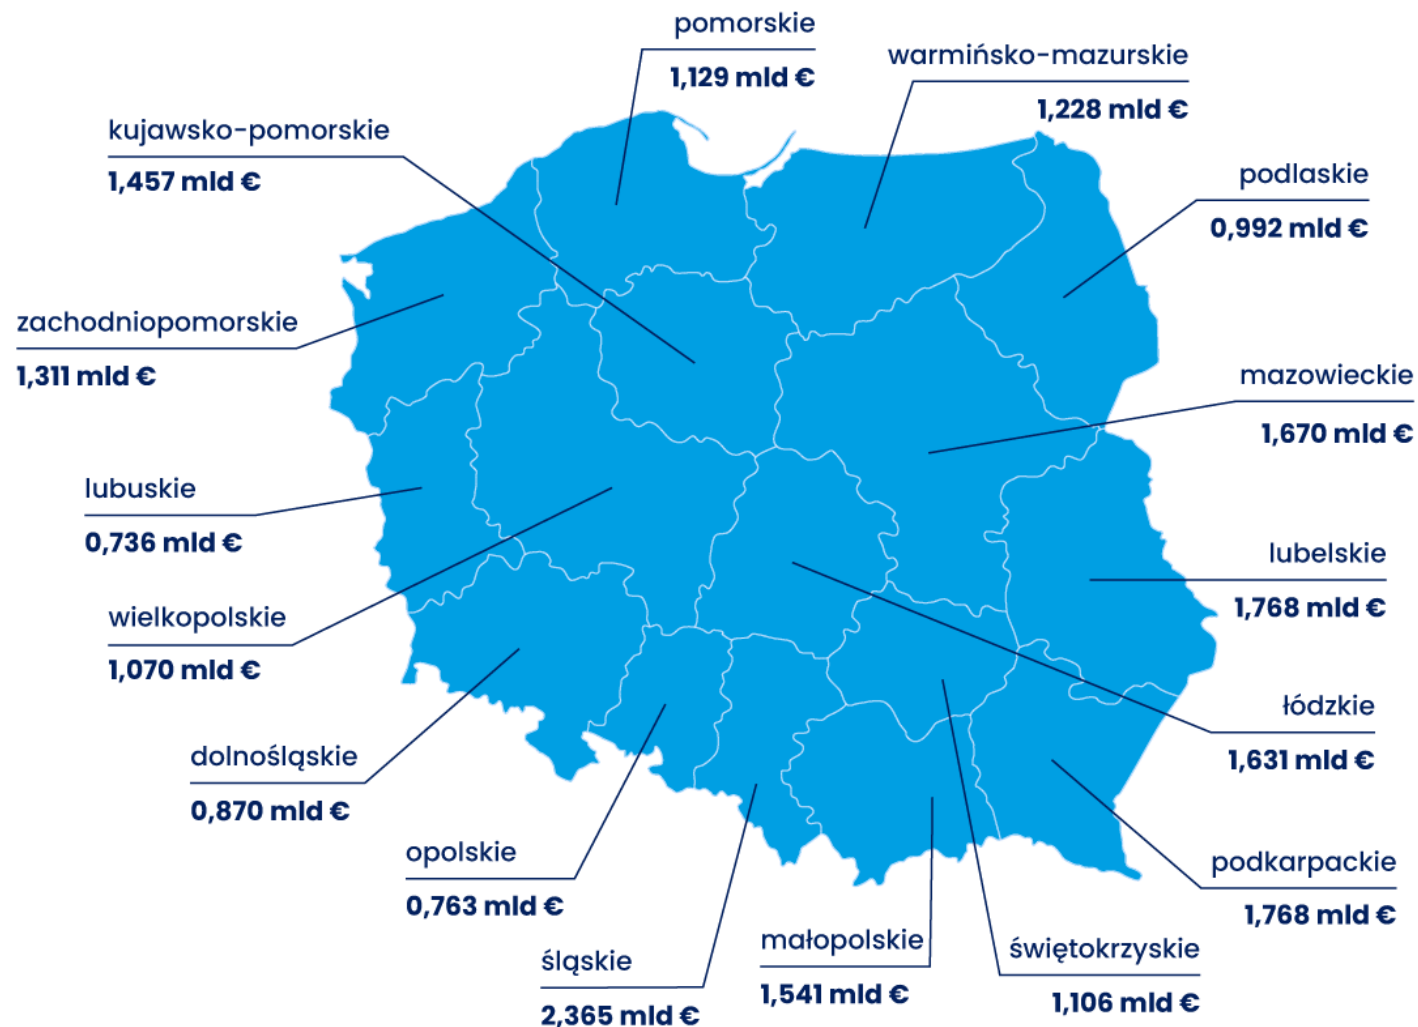 pomorskie
1,129 mld €
warmińsko-mazurskie
1,228 mld €
kujawsko-pomorskie
1,457 mld €
podlaskie
0,992 mld €
zachodniopomorskie
1,311 mld €
mazowieckie
1,670 mld €
lubuskie
0,736 mld €
lubelskie
1,768 mld €
wielkopolskie
1,070 mld €
łódzkie
1,631 mld €
dolnośląskie
0,870 mld €
opolskie
0,763 mld €
podkarpackie
1,768 mld €
śląskie
2,365 mld €
małopolskie
1,541 mld €
świętokrzyskie
1,106 mld €